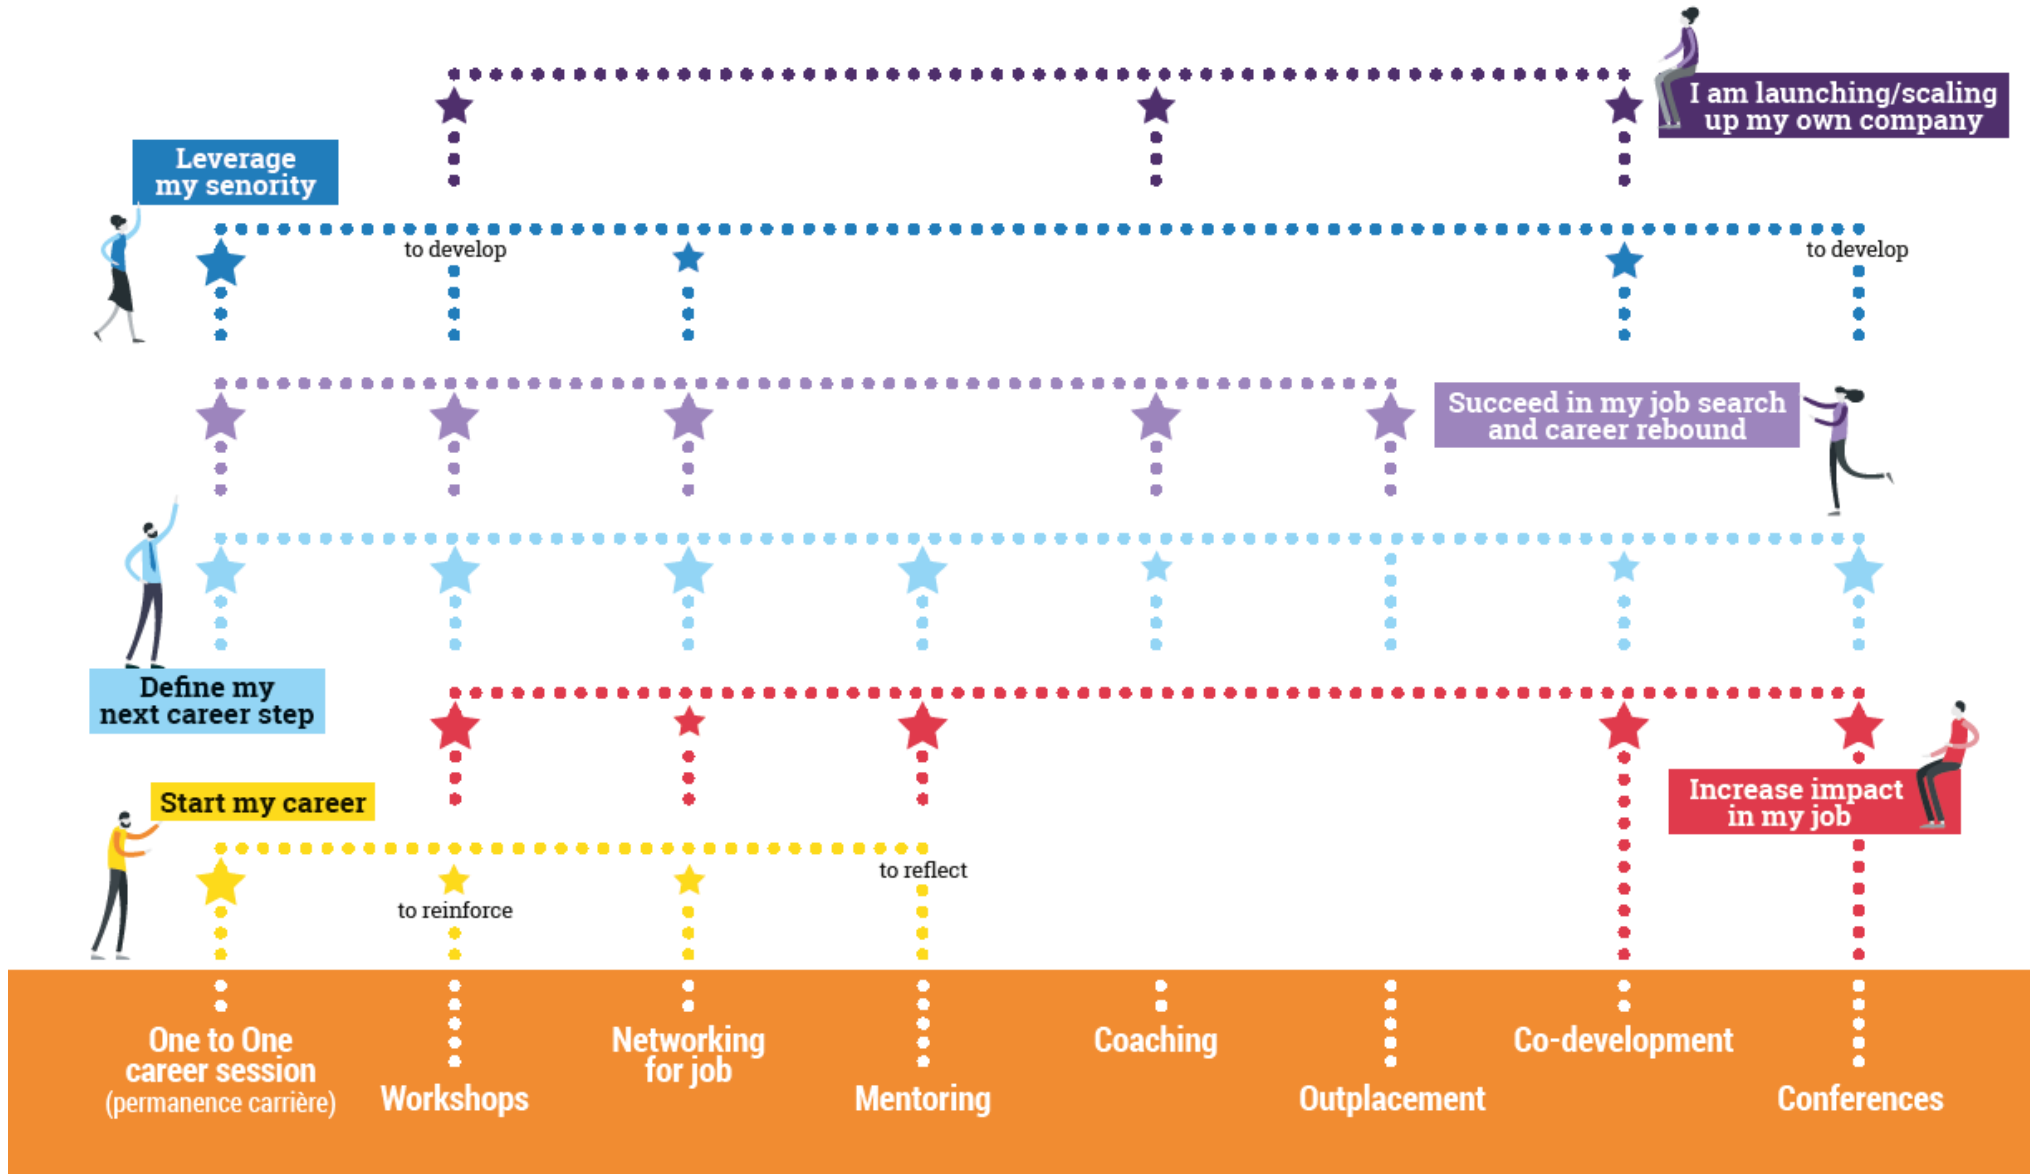 I am launching/scaling
up my own company
Leverage
my senority
to develop
to develop
Succeed in my job search
and career rebound
Define my
next career step
Increase impact
in my job
Start my career
to reflect
to reinforce
One to One
career session
(permanence carrière)
Workshops
Networking
for job
Mentoring
Coaching
Outplacement
Co-development
Conferences